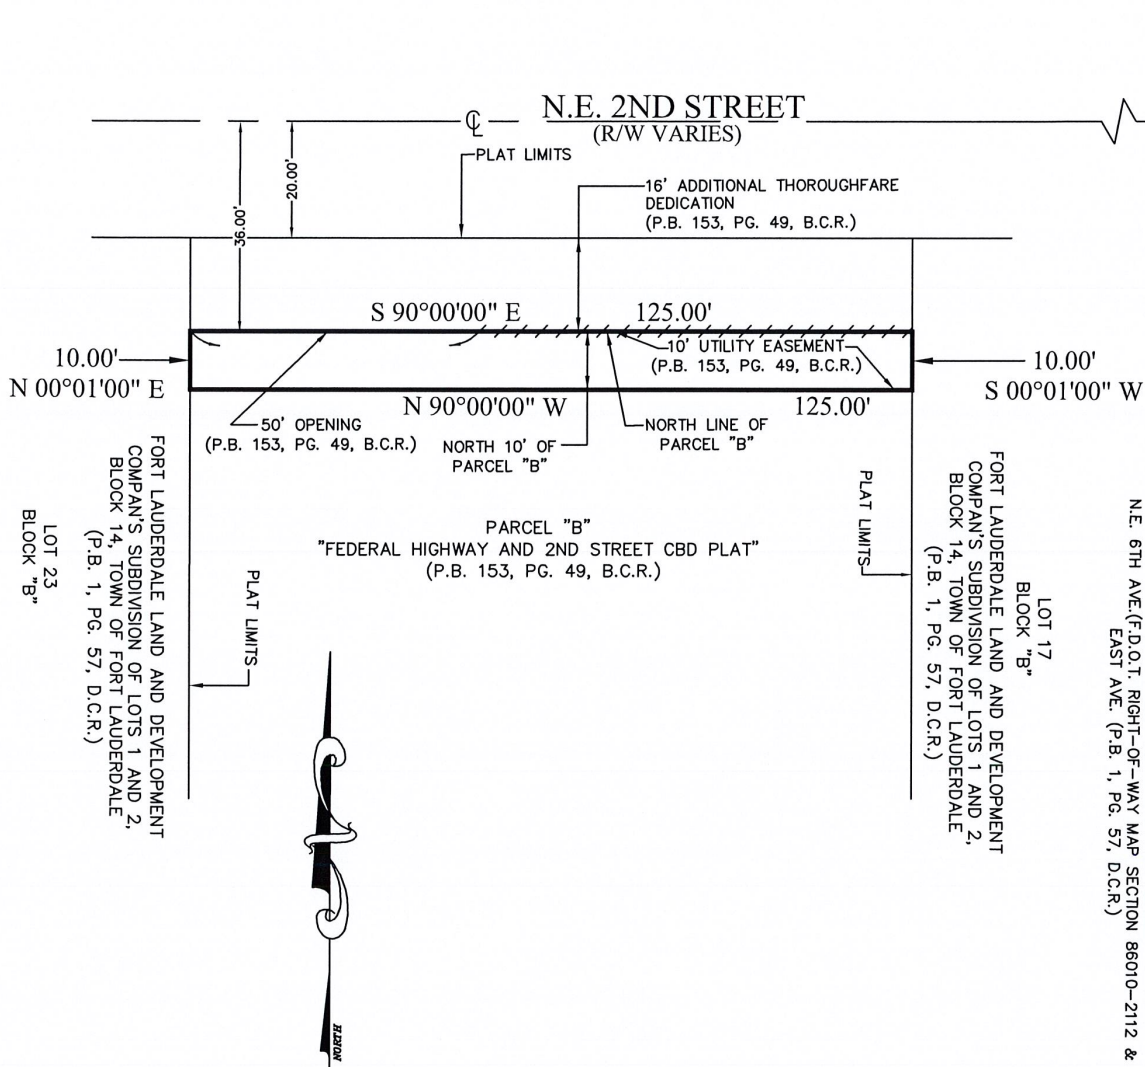 N.E. 2ND STREET
(R/W VARIES)
℄
PLAT LIMITS
20.00'
36.00'
16' ADDITIONAL THOROUGHFARE
DEDICATION
(P.B. 153, PG. 49, B.C.R.)
S 90°00'00" E
125.00'
10.00'
N 00°01'00" E
10' UTILITY EASEMENT
(P.B. 153, PG. 49, B.C.R.)
10.00'
S 00°01'00" W
N 90°00'00" W
125.00'
50' OPENING
(P.B. 153, PG. 49, B.C.R.)
NORTH 10' OF
PARCEL "B"
NORTH LINE OF
PARCEL "B"
PARCEL "B"
"FEDERAL HIGHWAY AND 2ND STREET CBD PLAT"
(P.B. 153, PG. 49, B.C.R.)
PLAT LIMITS
PLAT LIMITS
FORT LAUDERDALE LAND AND DEVELOPMENT
COMPAN'S SUBDIVISION OF LOTS 1 AND 2,
BLOCK 14, TOWN OF FORT LAUDERDALE
(P.B. 1, PG. 57, D.C.R.)
LOT 23
BLOCK "B"
LOT 17
BLOCK "B"
FORT LAUDERDALE LAND AND DEVELOPMENT
COMPAN'S SUBDIVISION OF LOTS 1 AND 2,
BLOCK 14, TOWN OF FORT LAUDERDALE
(P.B. 1, PG. 57, D.C.R.)
N.E. 6TH AVE.(F.D.O.T. RIGHT-OF-WAY MAP SECTION 86010-2112 &
EAST AVE. (P.B. 1, PG. 57, D.C.R.)
NORTH